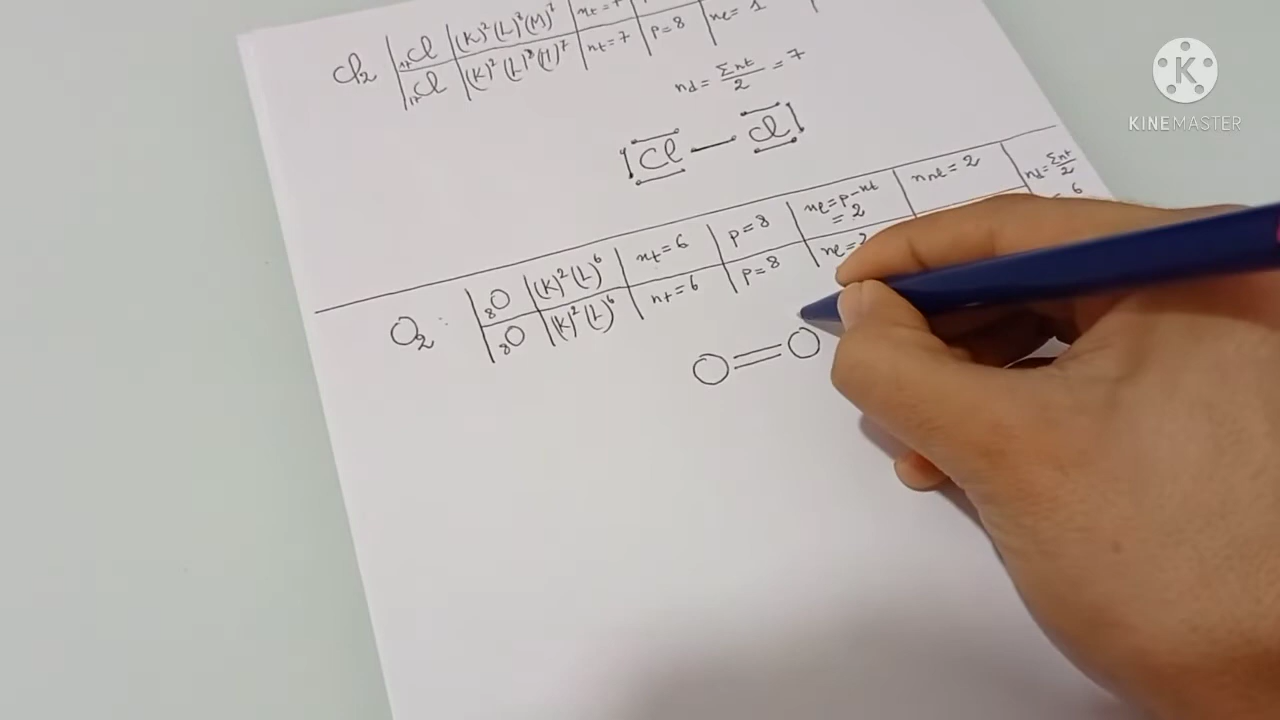 Cl₂ ₁₇Cl (K)²(L)⁸(M)⁷
₁₇Cl (K)²(L)⁸(M)⁷ nt=7 p=8 ne=1
nd = Σnt/2 = 7
Cl — Cl
O₂ : ₈O (K)²(L)⁶ nt=6 p=8 ne=p-nt = 2 nne=2 nd=Σnt/2 = 6
₈O (K)²(L)⁶ nt=6 p=8 ne=2
O=O
K
KINEMASTER